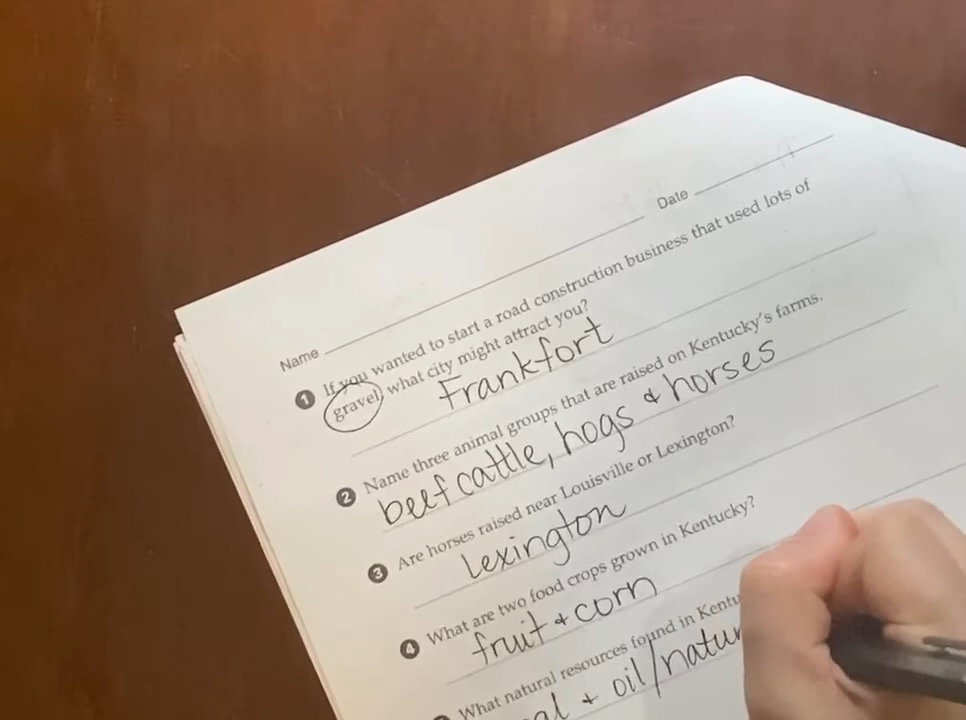 Name Date
1 If you wanted to start a road construction business that used lots of
gravel, what city might attract you?
Frankfort
2 Name three animal groups that are raised on Kentucky's farms.
beef cattle, hogs & horses
3 Are horses raised near Louisville or Lexington?
Lexington
4 What are two food crops grown in Kentucky?
fruit & corn
What natural resources found in Kentu
al + oil/natur